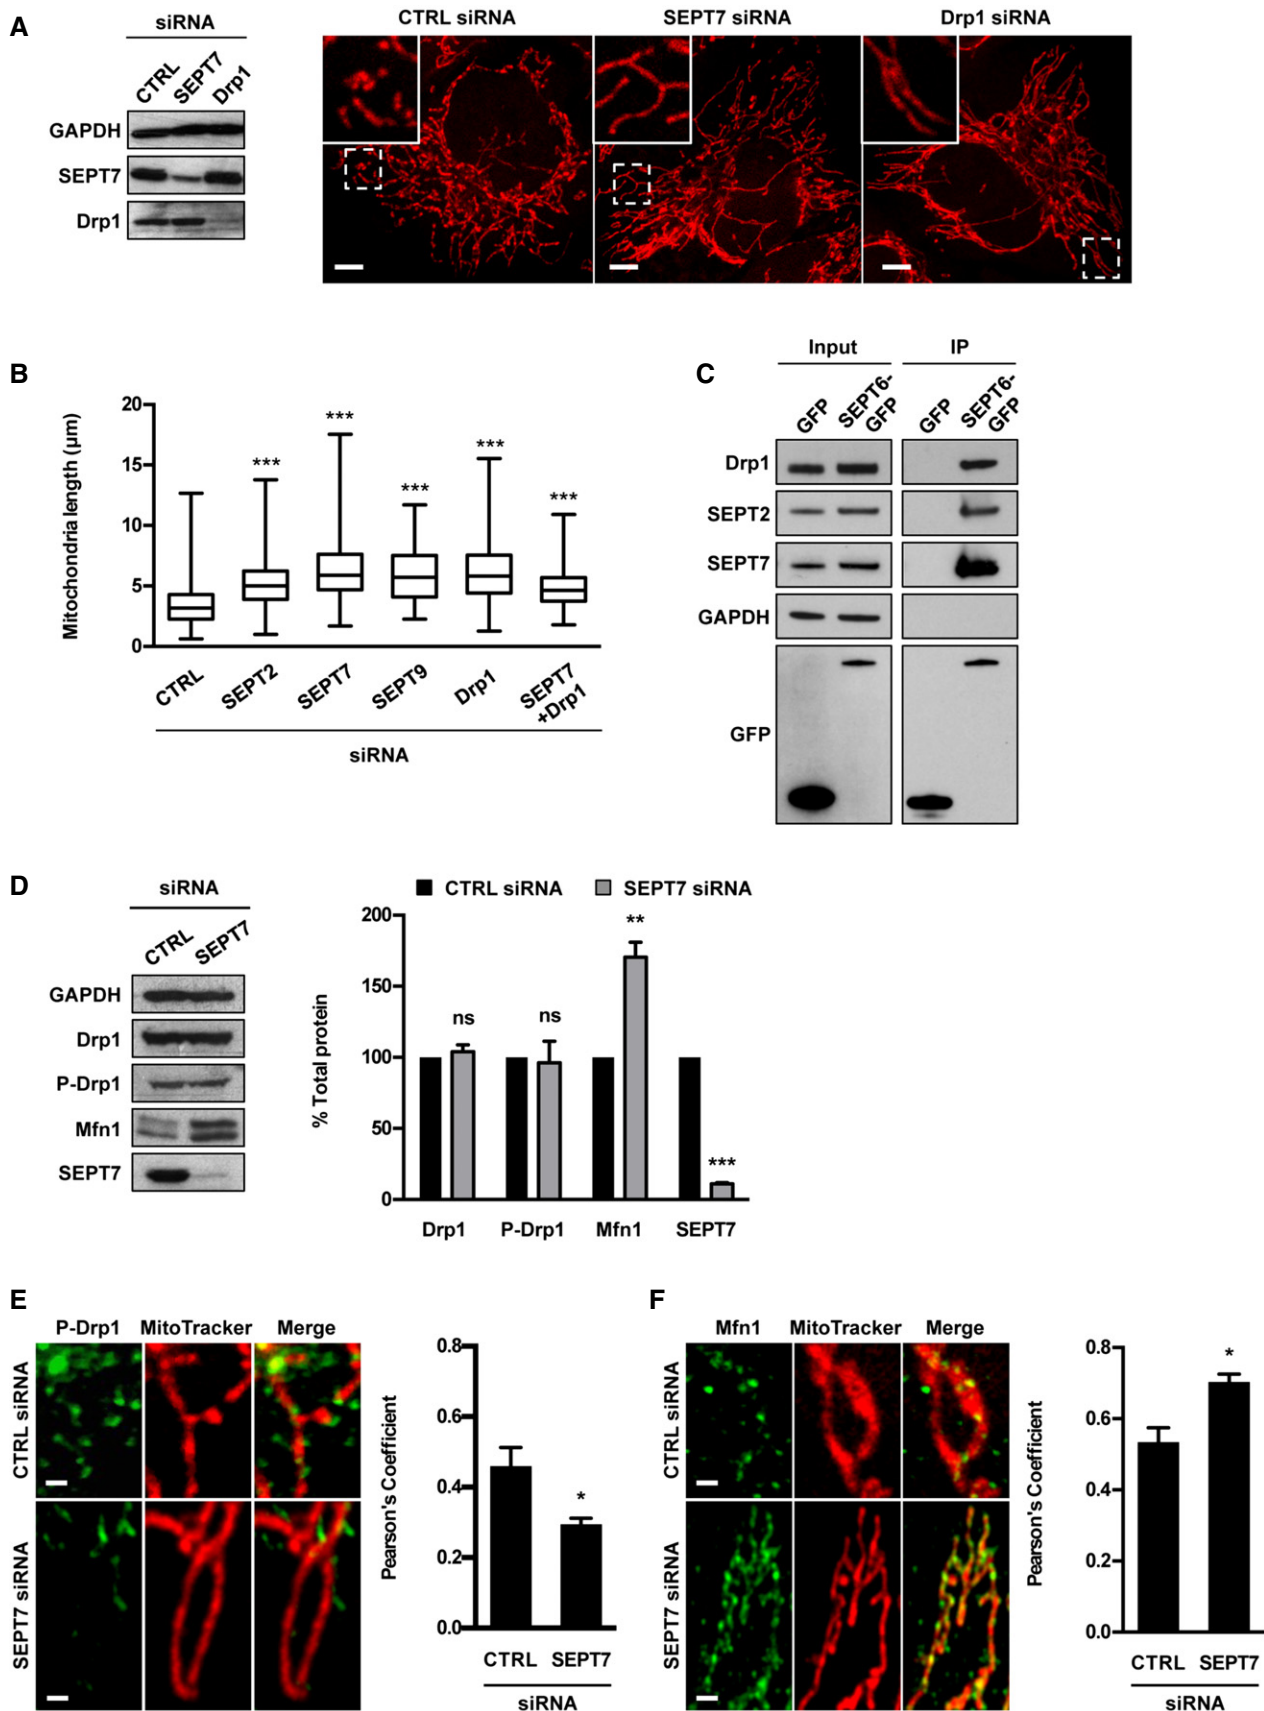 A
siRNA
CTRL SEPT7 Drp1
GAPDH
SEPT7
Drp1
CTRL siRNA SEPT7 siRNA Drp1 siRNA
B
Mitochondria length (µm)
20
15
10
5
0
*** *** *** *** ***
CTRL SEPT2 SEPT7 SEPT9 Drp1 SEPT7 +Drp1
siRNA
C
Input IP
GFP SEPT6-GFP GFP SEPT6-GFP
Drp1
SEPT2
SEPT7
GAPDH
GFP
D
siRNA
CTRL SEPT7
GAPDH
Drp1
P-Drp1
Mfn1
SEPT7
CTRL siRNA SEPT7 siRNA
% Total protein
200
150
100
50
0
ns ns ** ***
Drp1 P-Drp1 Mfn1 SEPT7
E
P-Drp1 MitoTracker Merge
CTRL siRNA
SEPT7 siRNA
Pearson's Coefficient
0.8
0.6
0.4
0.2
0.0
*
CTRL SEPT7
siRNA
F
Mfn1 MitoTracker Merge
CTRL siRNA
SEPT7 siRNA
Pearson's Coefficient
0.8
0.6
0.4
0.2
0.0
*
CTRL SEPT7
siRNA